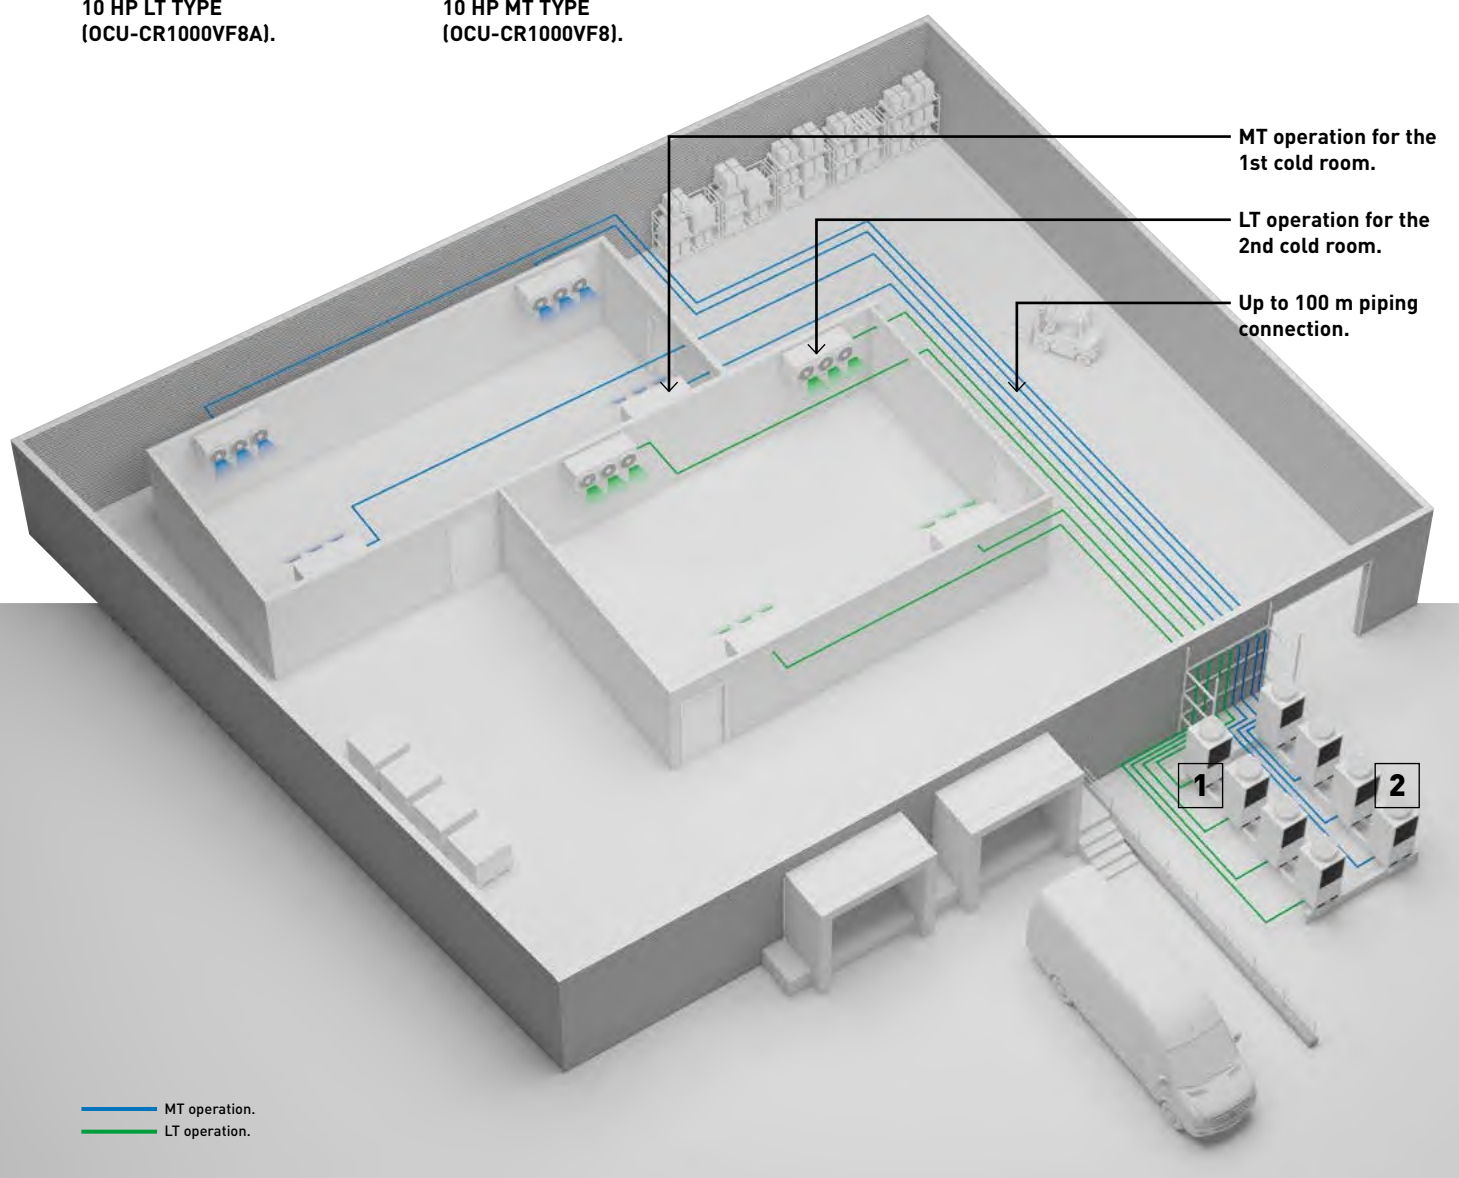 10 HP LT TYPE
(OCU-CR1000VF8A).
10 HP MT TYPE
(OCU-CR1000VF8).
MT operation for the
1st cold room.
LT operation for the
2nd cold room.
Up to 100 m piping
connection.
1
2
MT operation.
LT operation.